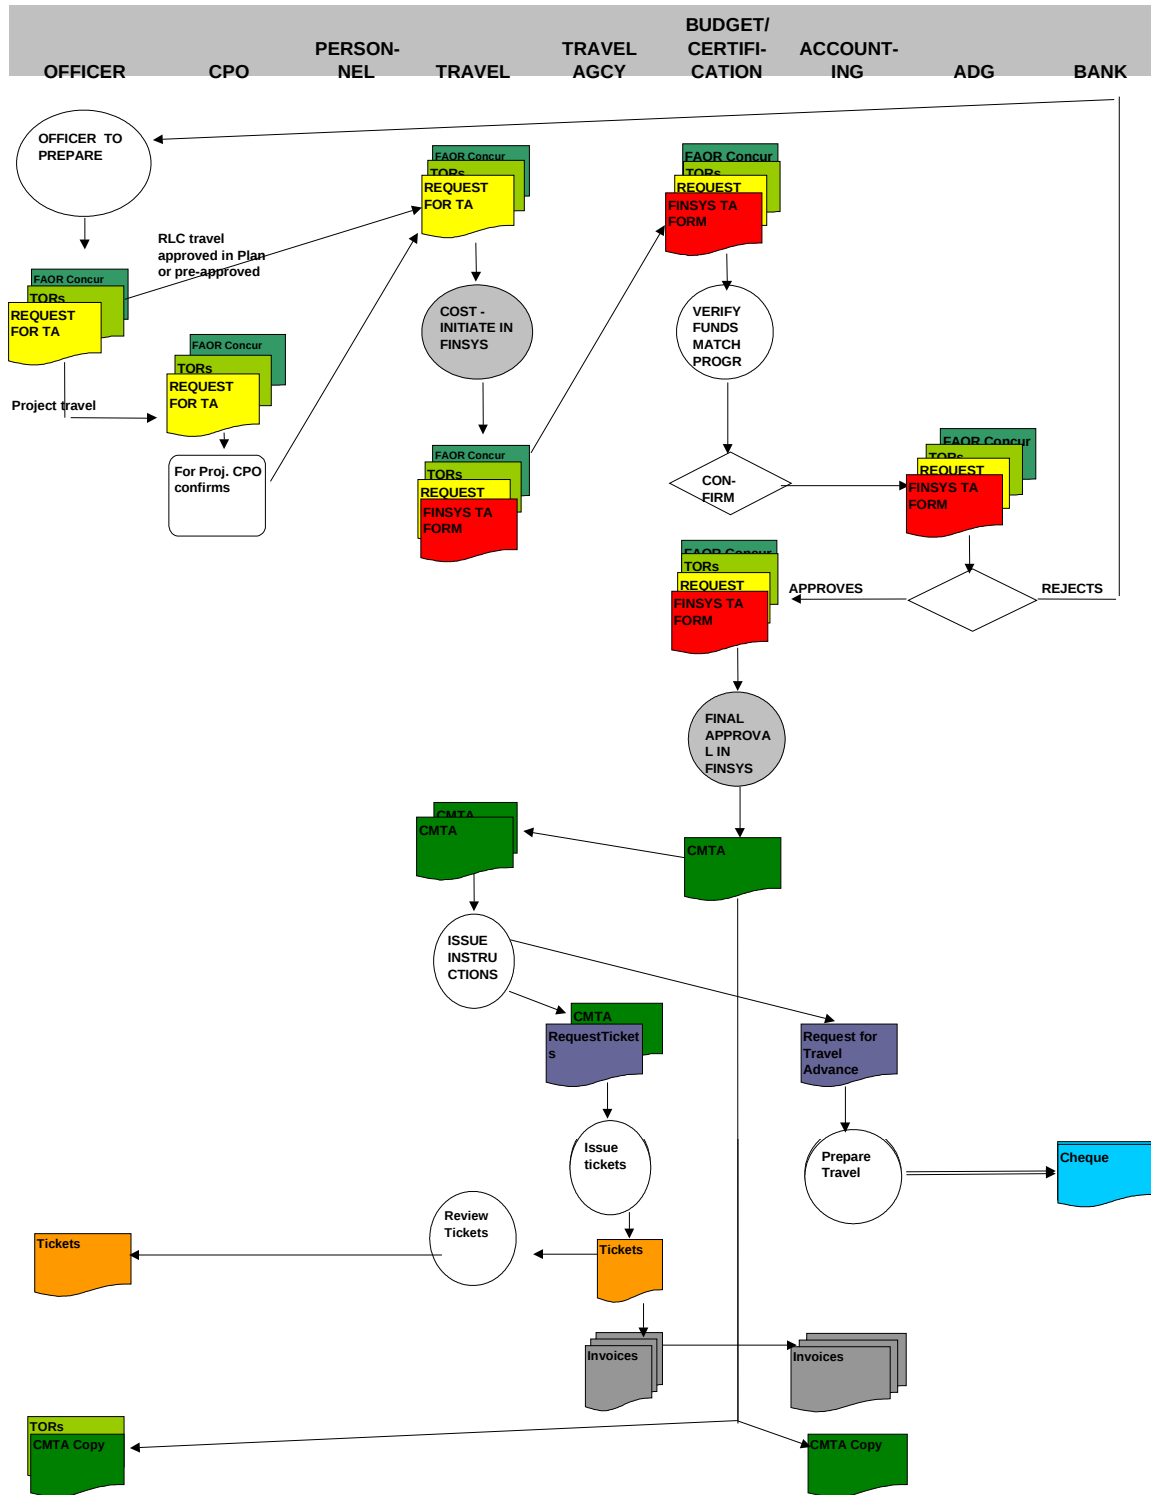 OFFICER
CPO
PERSON-
NEL
TRAVEL
TRAVEL
AGCY
BUDGET/
CERTIFI-
CATION
ACCOUNT-
ING
ADG
BANK
OFFICER TO
PREPARE
FAOR Concur
TORs
REQUEST
FOR TA
FAOR Concur
TORs
REQUEST
FINSYS TA
FORM
RLC travel
approved in Plan
or pre-approved
FAOR Concur
TORs
REQUEST
FOR TA
COST -
INITIATE IN
FINSYS
VERIFY
FUNDS
MATCH
PROGR
FAOR Concur
TORs
REQUEST
FOR TA
Project travel
For Proj. CPO
confirms
FAOR Concur
TORs
REQUEST
FINSYS TA
FORM
CON-
FIRM
FAOR Concur
TORs
REQUEST
FINSYS TA
FORM
FAOR Concur
TORs
REQUEST
FINSYS TA
FORM
APPROVES
REJECTS
FINAL
APPROVA
L IN
FINSYS
CMTA
CMTA
CMTA
ISSUE
INSTRU
CTIONS
CMTA
RequestTicket
s
Request for
Travel
Advance
Issue
tickets
Prepare
Travel
Cheque
Review
Tickets
Tickets
Tickets
Invoices
Invoices
TORs
CMTA Copy
CMTA Copy